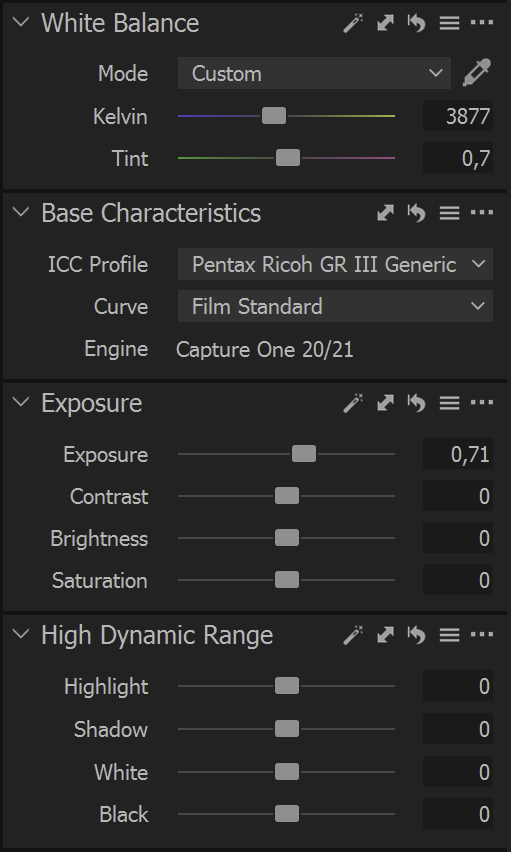 White Balance
Mode Custom
Kelvin 3877
Tint 0,7
Base Characteristics
ICC Profile Pentax Ricoh GR III Generic
Curve Film Standard
Engine Capture One 20/21
Exposure
Exposure 0,71
Contrast 0
Brightness 0
Saturation 0
High Dynamic Range
Highlight 0
Shadow 0
White 0
Black 0